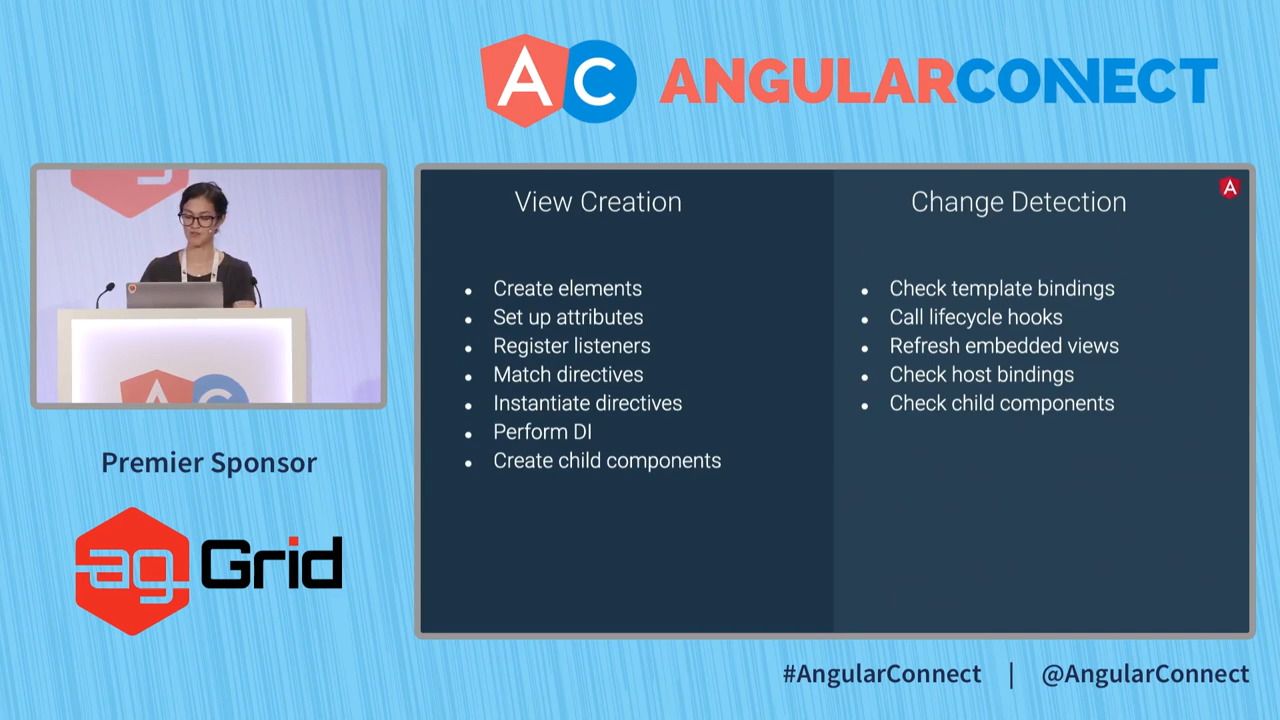 AC ANGULARCONNECT
View Creation
Create elements
Set up attributes
Register listeners
Match directives
Instantiate directives
Perform DI
Create child components
Change Detection
A
Check template bindings
Call lifecycle hooks
Refresh embedded views
Check host bindings
Check child components
Premier Sponsor
ag Grid
#AngularConnect | @AngularConnect